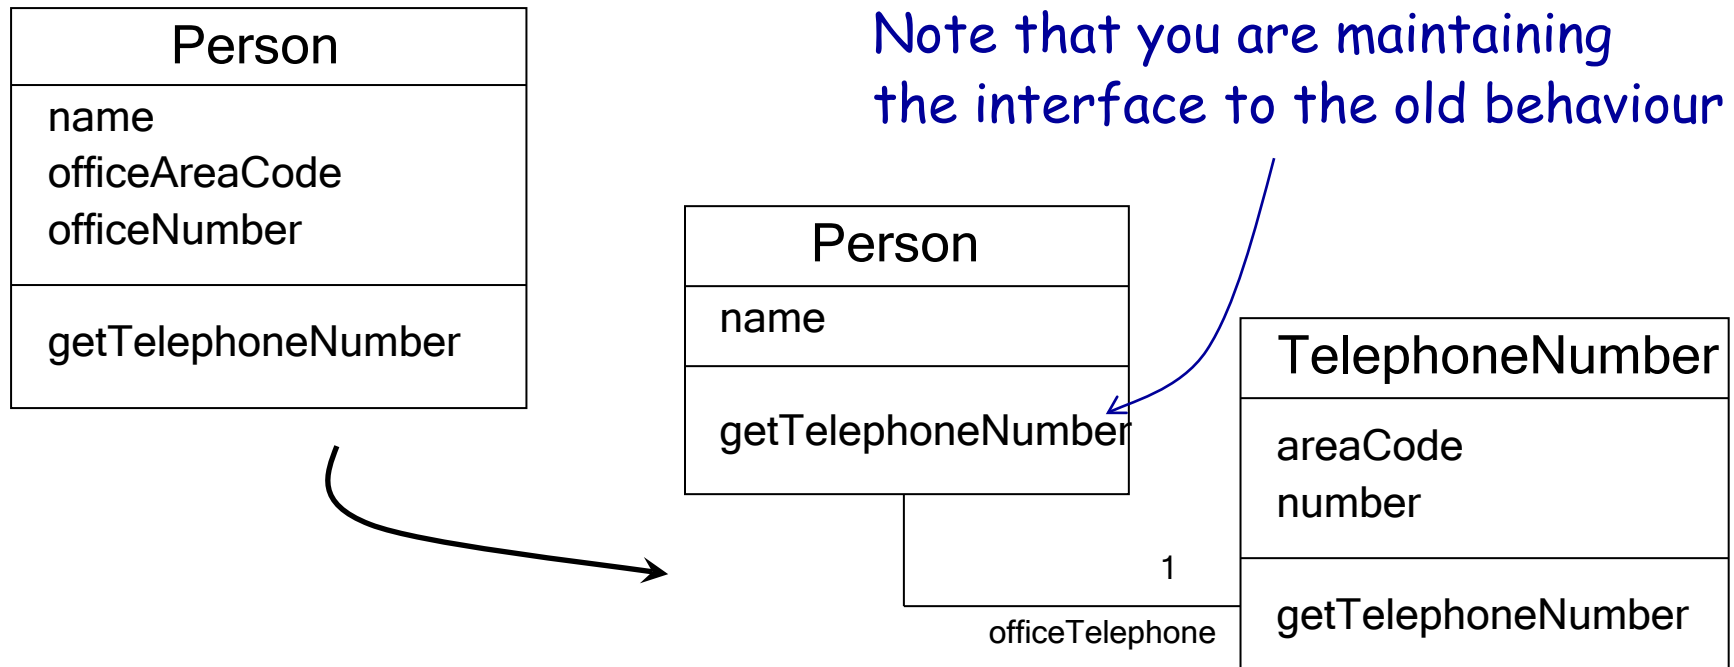 Person
name
officeAreaCode
officeNumber
getTelephoneNumber
Note that you are maintaining
the interface to the old behaviour
Person
name
getTelephoneNumber
1
officeTelephone
TelephoneNumber
areaCode
number
getTelephoneNumber